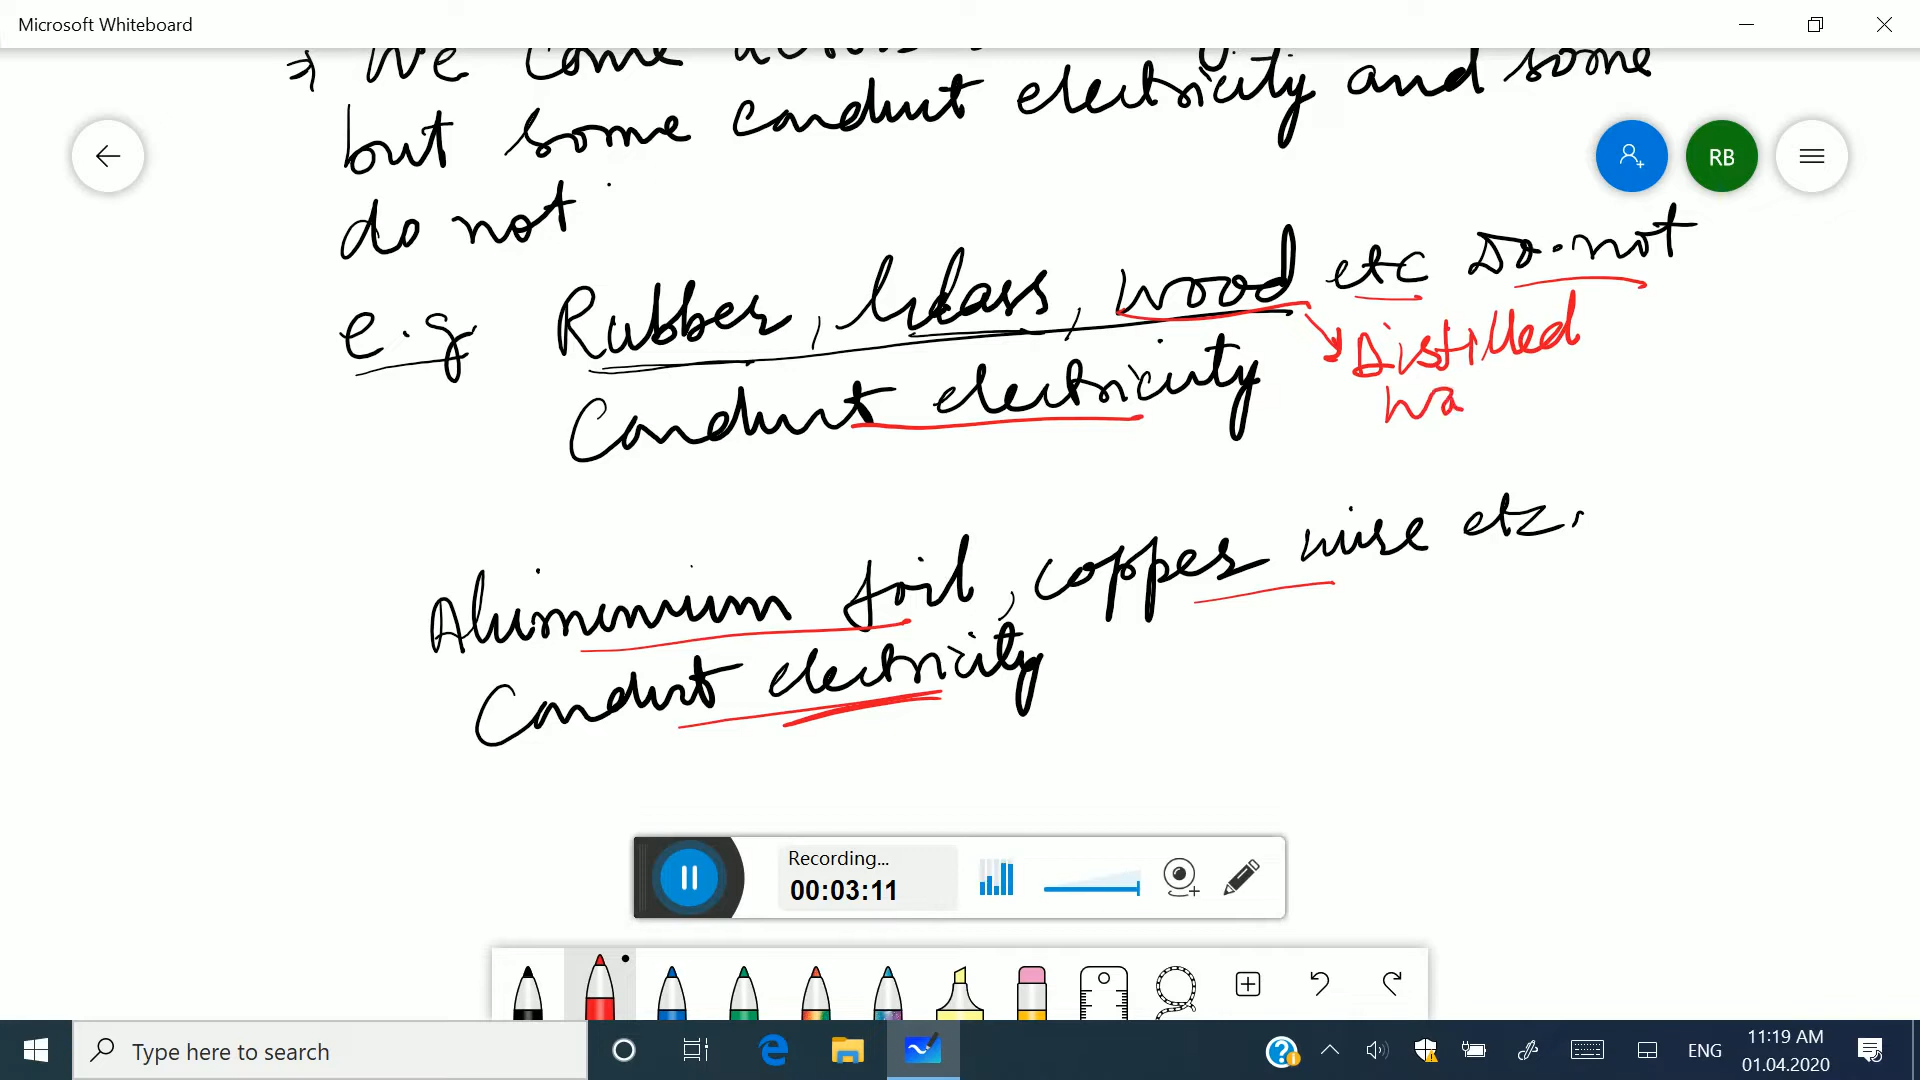 Microsoft Whiteboard
⇒ We come
but some conduct electricity and some
do not
RB
e.g Rubber, Glass, wood etc Do not
Distilled
wa
Conduct electricity
Aluminium foil, copper wire etc.
Conduct electricity
Recording...
00:03:11
Type here to search
ENG
11:19 AM
01.04.2020